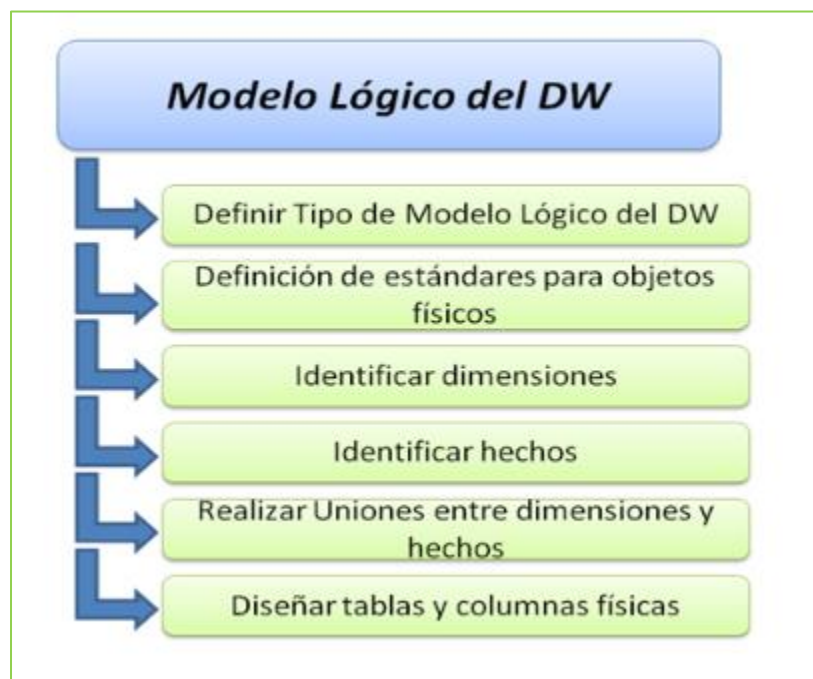 Modelo Lógico del DW
Definir Tipo de Modelo Lógico del DW
Definición de estándares para objetos
físicos
Identificar dimensiones
Identificar hechos
Realizar Uniones entre dimensiones y
hechos
Diseñar tablas y columnas físicas